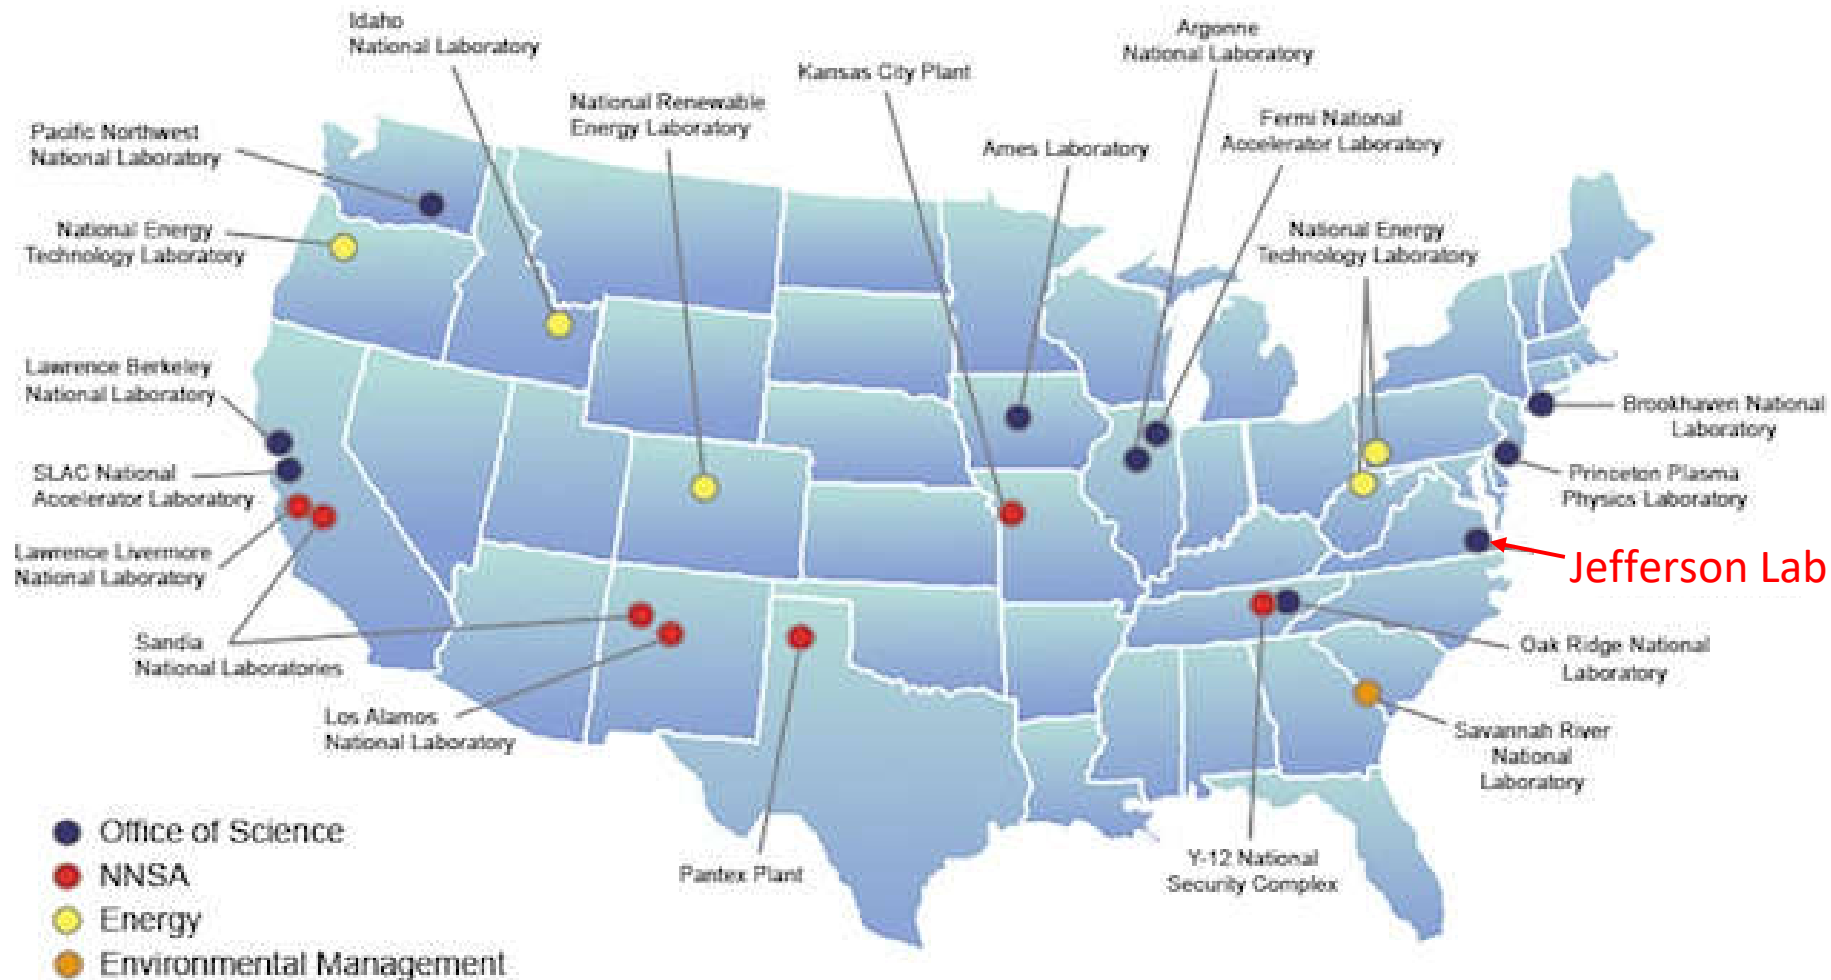 Idaho
National Laboratory
Argonne
National Laboratory
Kansas City Plant
National Renewable
Energy Laboratory
Fermi National
Accelerator Laboratory
Pacific Northwest
National Laboratory
Ames Laboratory
National Energy
Technology Laboratory
National Energy
Technology Laboratory
Lawrence Berkeley
National Laboratory
Brookhaven National
Laboratory
SLAC National
Accelerator Laboratory
Princeton Plasma
Physics Laboratory
Lawrence Livermore
National Laboratory
Jefferson Lab
Sandia
National Laboratories
Oak Ridge National
Laboratory
Los Alamos
National Laboratory
Savannah River
National
Laboratory
Pantex Plant
Y-12 National
Security Complex
Office of Science
NNSA
Energy
Environmental Management